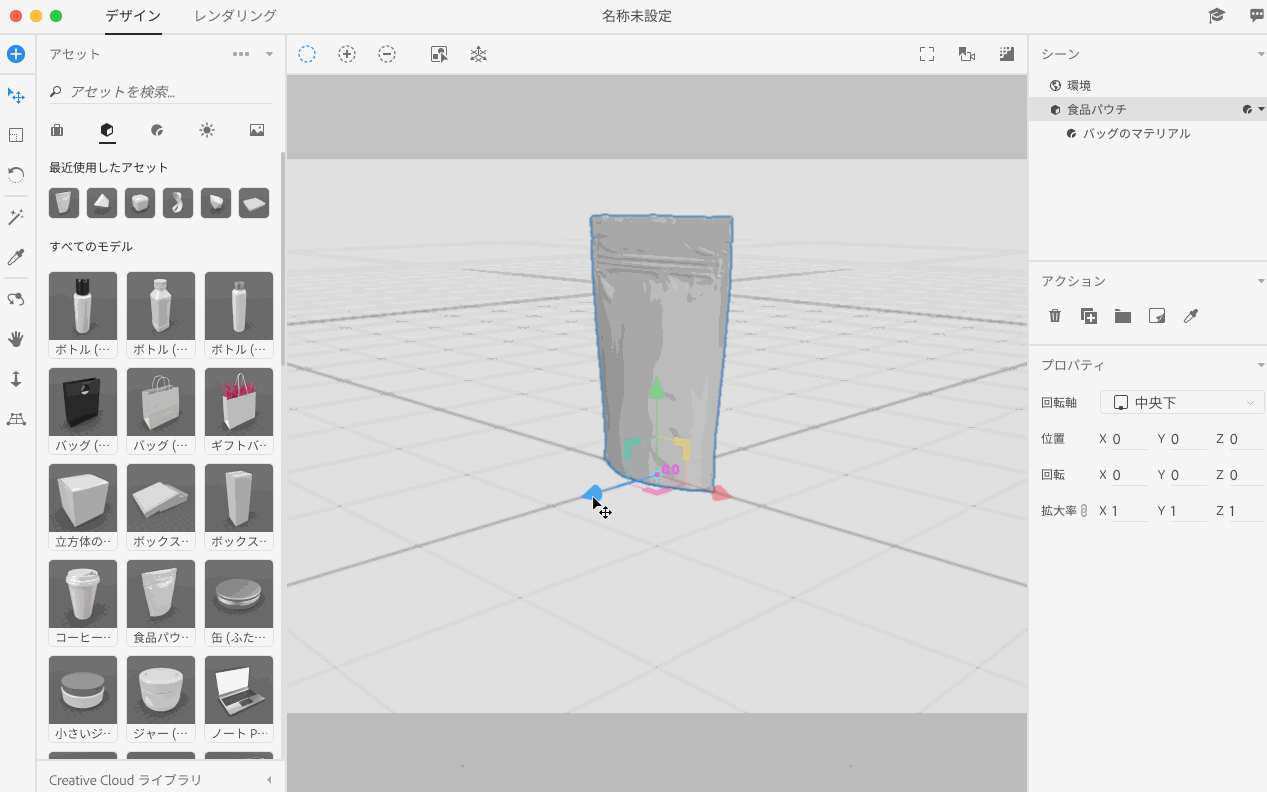 デザイン
レンダリング
名称未設定
アセット
アセットを検索...
最近使用したアセット
すべてのモデル
ボトル (…
ボトル (…
ボトル (…
バッグ (…
バッグ (…
ギフトバ…
立方体の…
ボックス…
ボックス…
コーヒー…
食品パウ…
缶 (ふた…
小さいジ…
ジャー (…
ノート P…
Creative Cloud ライブラリ
0.0
シーン
環境
食品パウチ
バッグのマテリアル
アクション
プロパティ
回転軸 中央下
位置 X 0 Y 0 Z 0
回転 X 0 Y 0 Z 0
拡大率 X 1 Y 1 Z 1